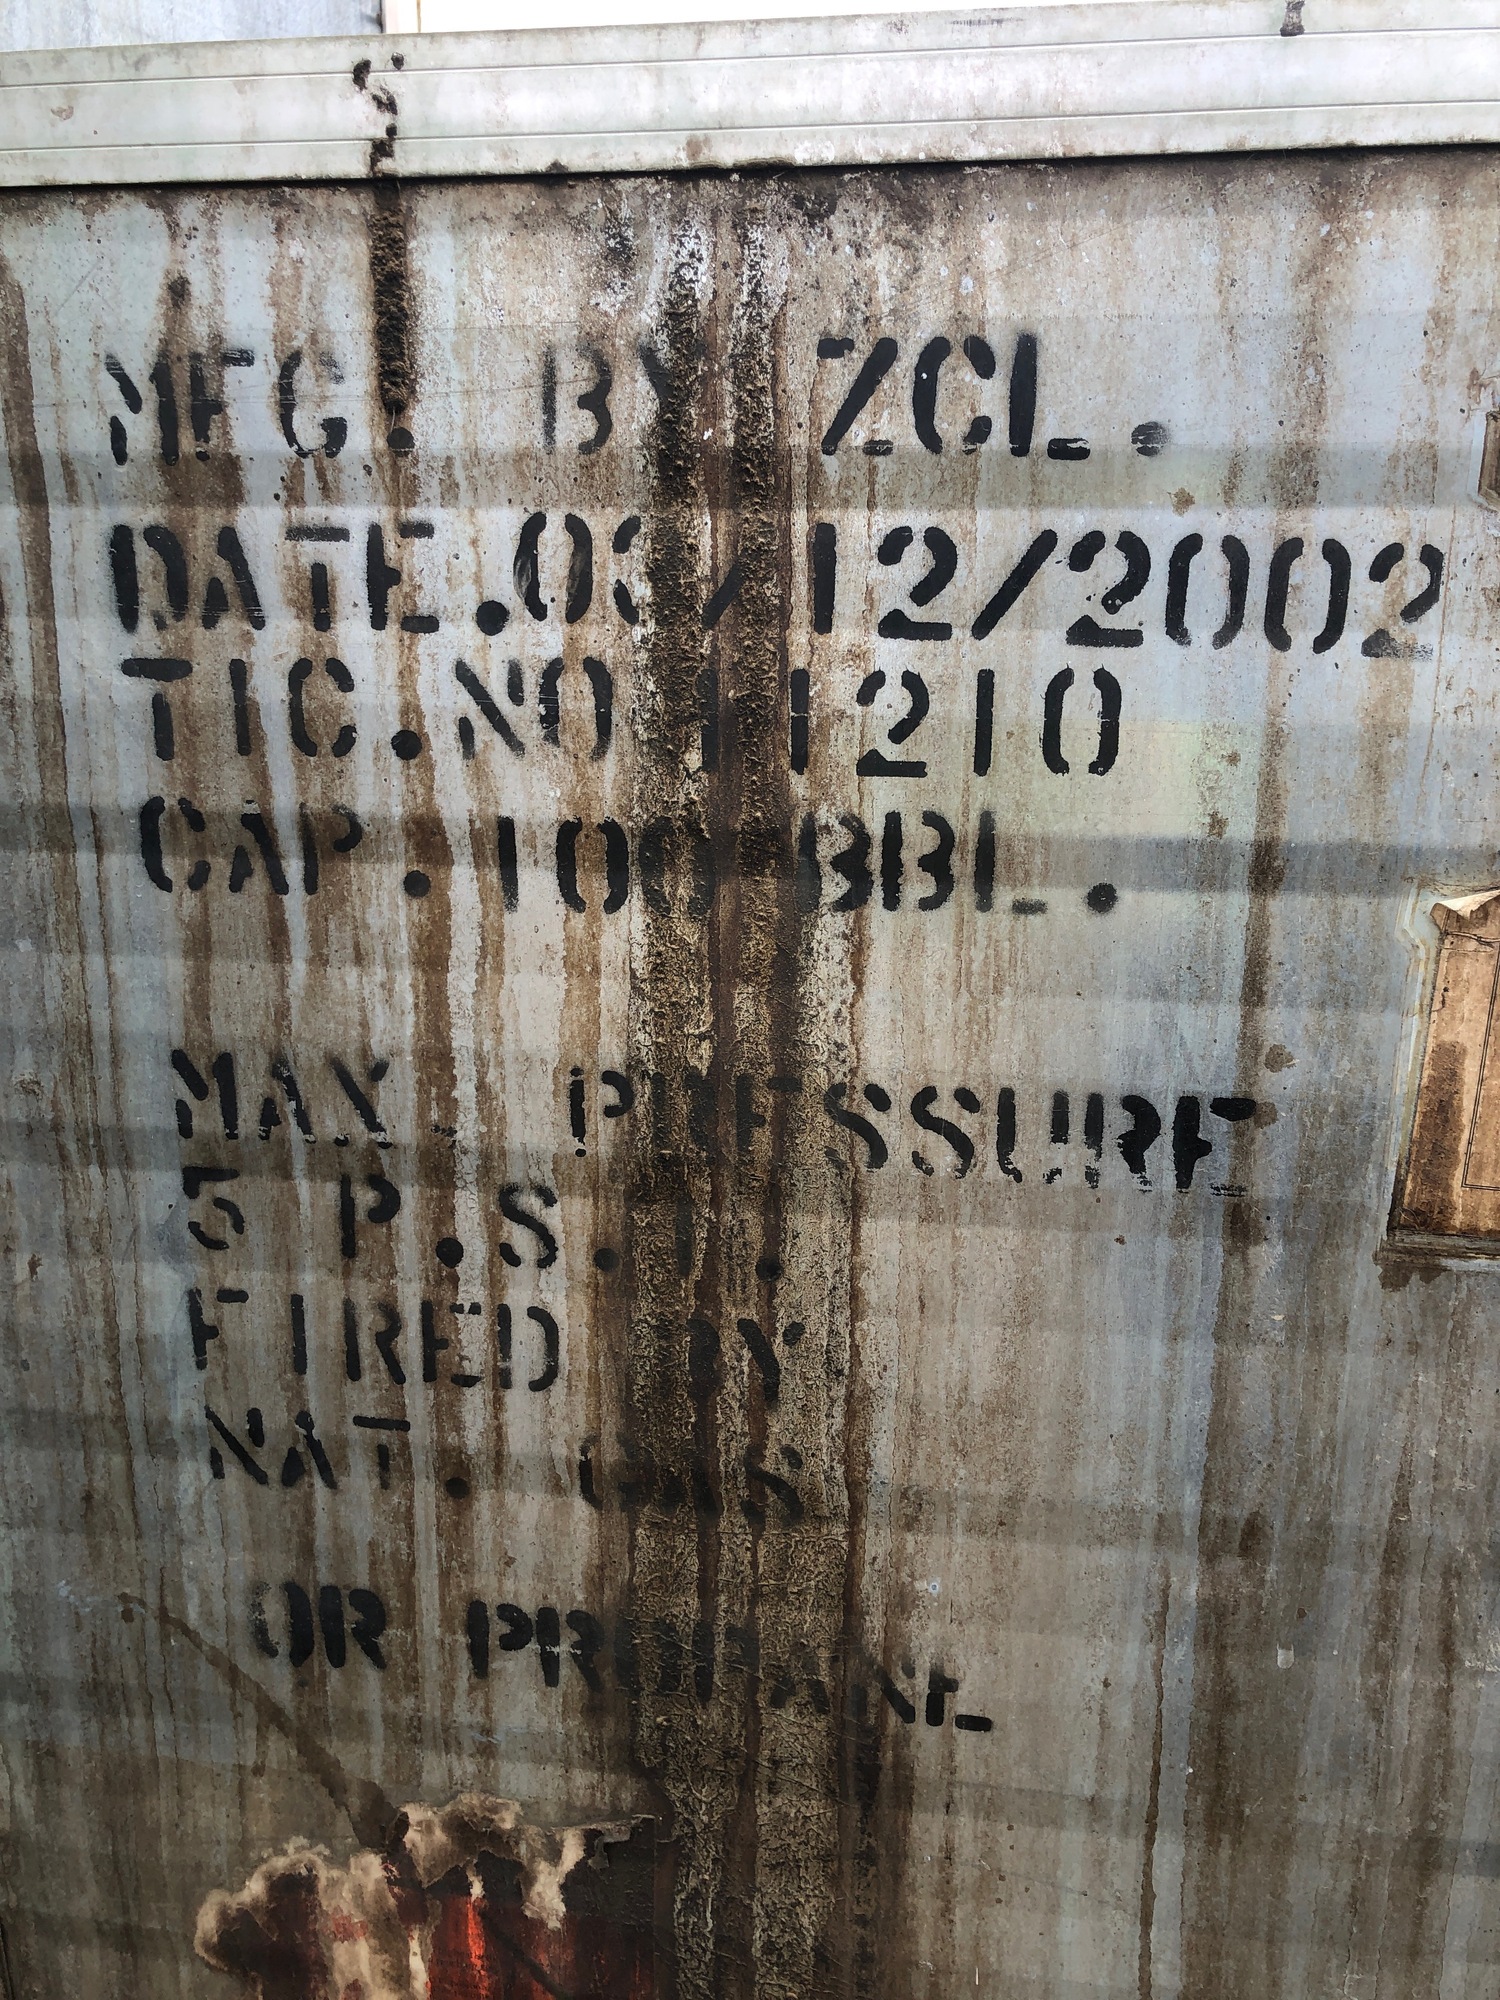 MFG. BY ZCL.
DATE.03/12/2002
TIC.NO 11210
CAP.100 BBL.
MAX. PRESSURE
5 P.S.I.
FIRED BY
NAT. GAS
OR PROPANE